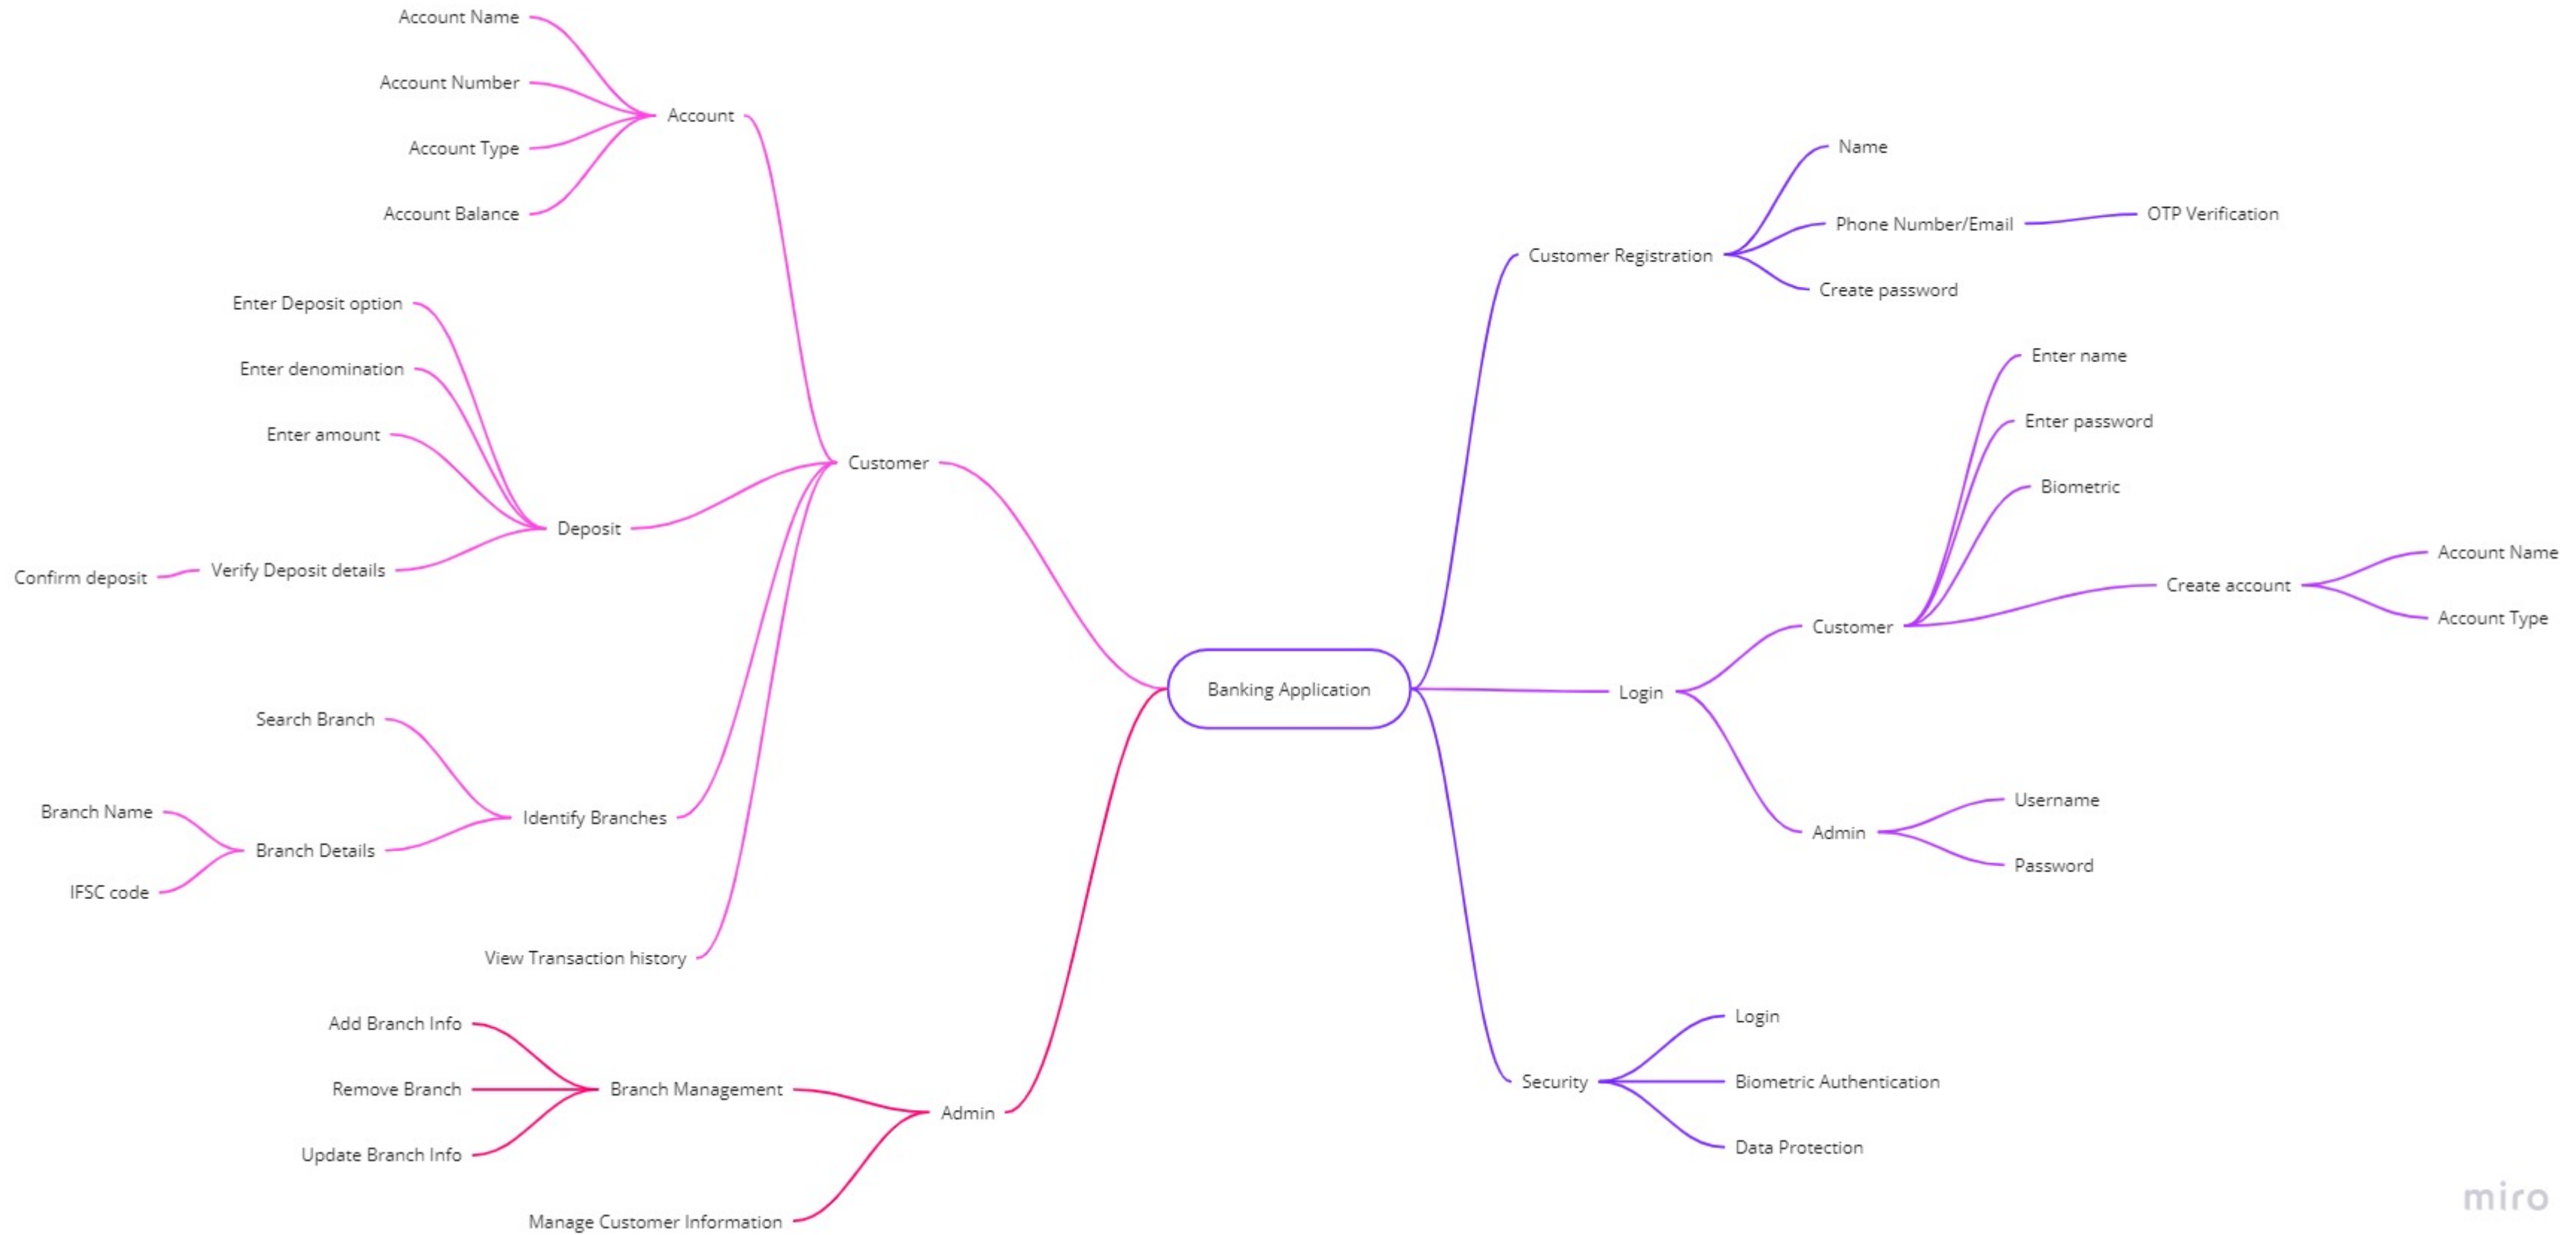 Account Name
Account Number
Account Type
Account Balance
Account
Enter Deposit option
Enter denomination
Enter amount
Verify Deposit details
Confirm deposit
Deposit
Customer
Search Branch
Branch Name
IFSC code
Branch Details
Identify Branches
View Transaction history
Add Branch Info
Remove Branch
Update Branch Info
Branch Management
Manage Customer Information
Admin
Banking Application
Customer Registration
Name
Phone Number/Email
OTP Verification
Create password
Login
Customer
Enter name
Enter password
Biometric
Create account
Account Name
Account Type
Admin
Username
Password
Security
Login
Biometric Authentication
Data Protection
miro